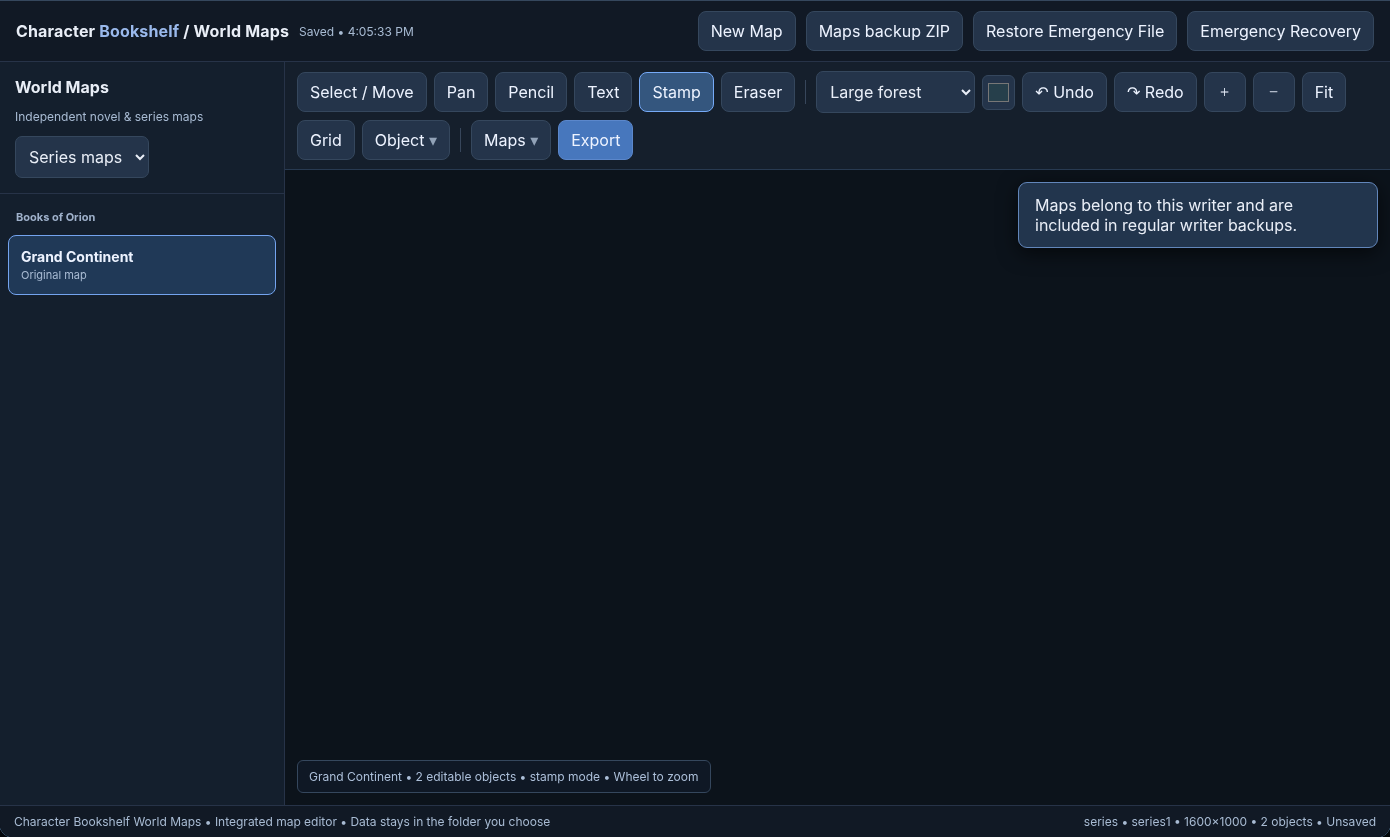 Character Bookshelf / World Maps Saved • 4:05:33 PM
New Map Maps backup ZIP Restore Emergency File Emergency Recovery
World Maps
Independent novel & series maps
Series maps
Books of Orion
Grand Continent
Original map
Select / Move Pan Pencil Text Stamp Eraser Large forest ↶ Undo ↷ Redo + − Fit
Grid Object ▾ Maps ▾ Export
Maps belong to this writer and are
included in regular writer backups.
Grand Continent • 2 editable objects • stamp mode • Wheel to zoom
Character Bookshelf World Maps • Integrated map editor • Data stays in the folder you choose
series • series1 • 1600×1000 • 2 objects • Unsaved